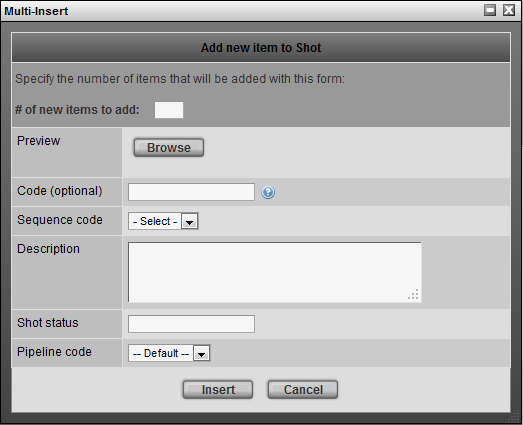 Multi-Insert
Add new item to Shot
Specify the number of items that will be added with this form:
# of new items to add:
Preview
Browse
Code (optional)
?
Sequence code
- Select -
Description
Shot status
Pipeline code
-- Default --
Insert Cancel